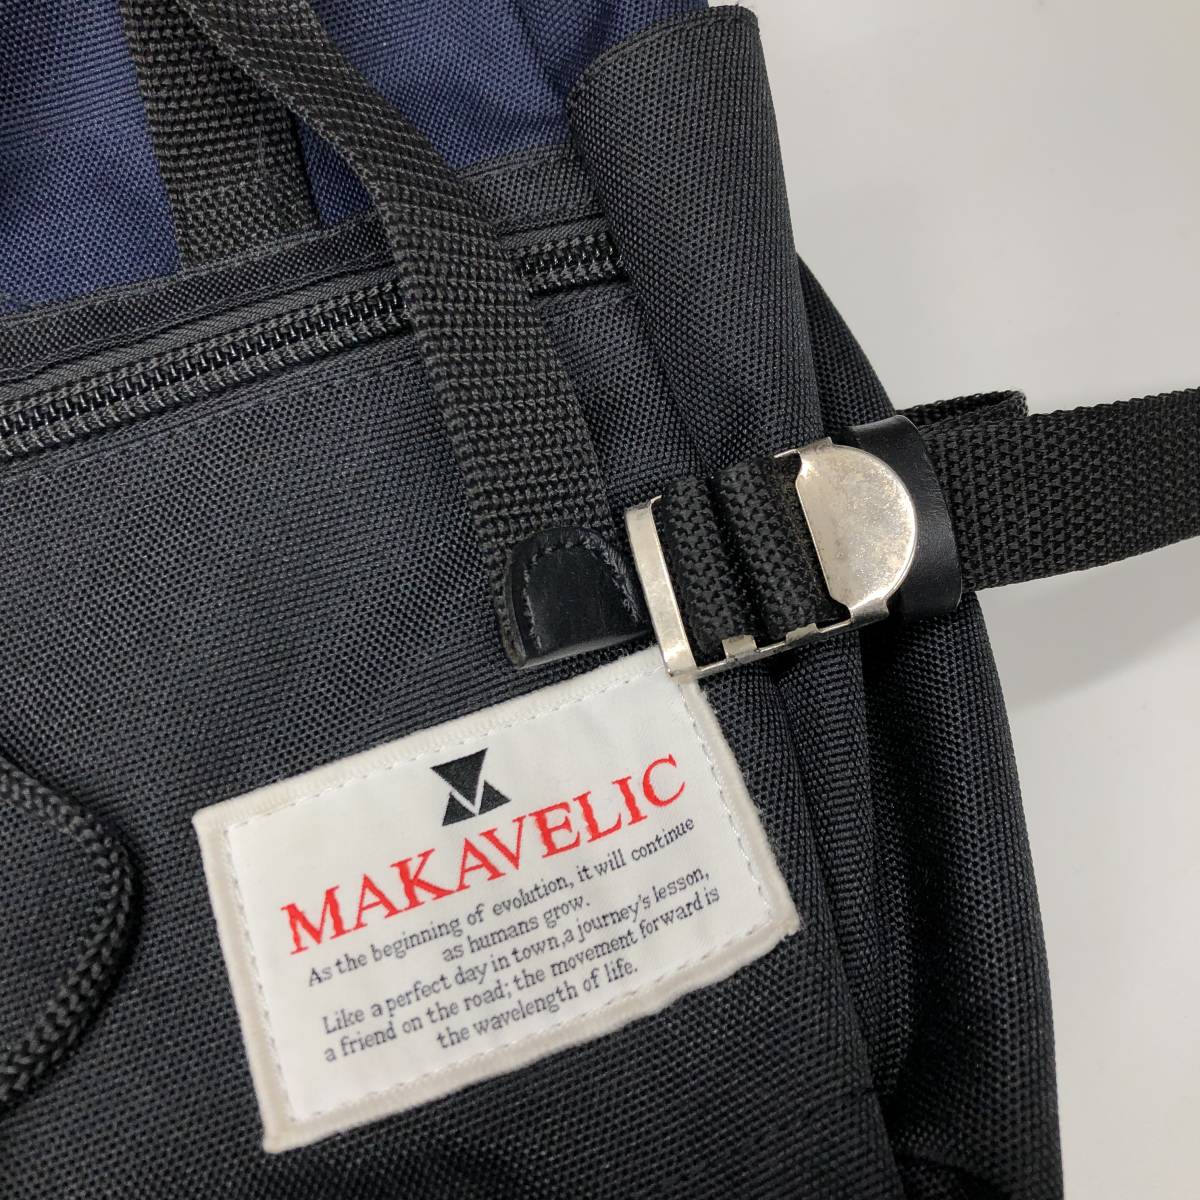 MAKAVELIC
As the beginning of evolution, it will continue
as humans grow.
Like a perfect day in town, a journey's lesson,
a friend on the road; the movement forward is
the wavelength of life.